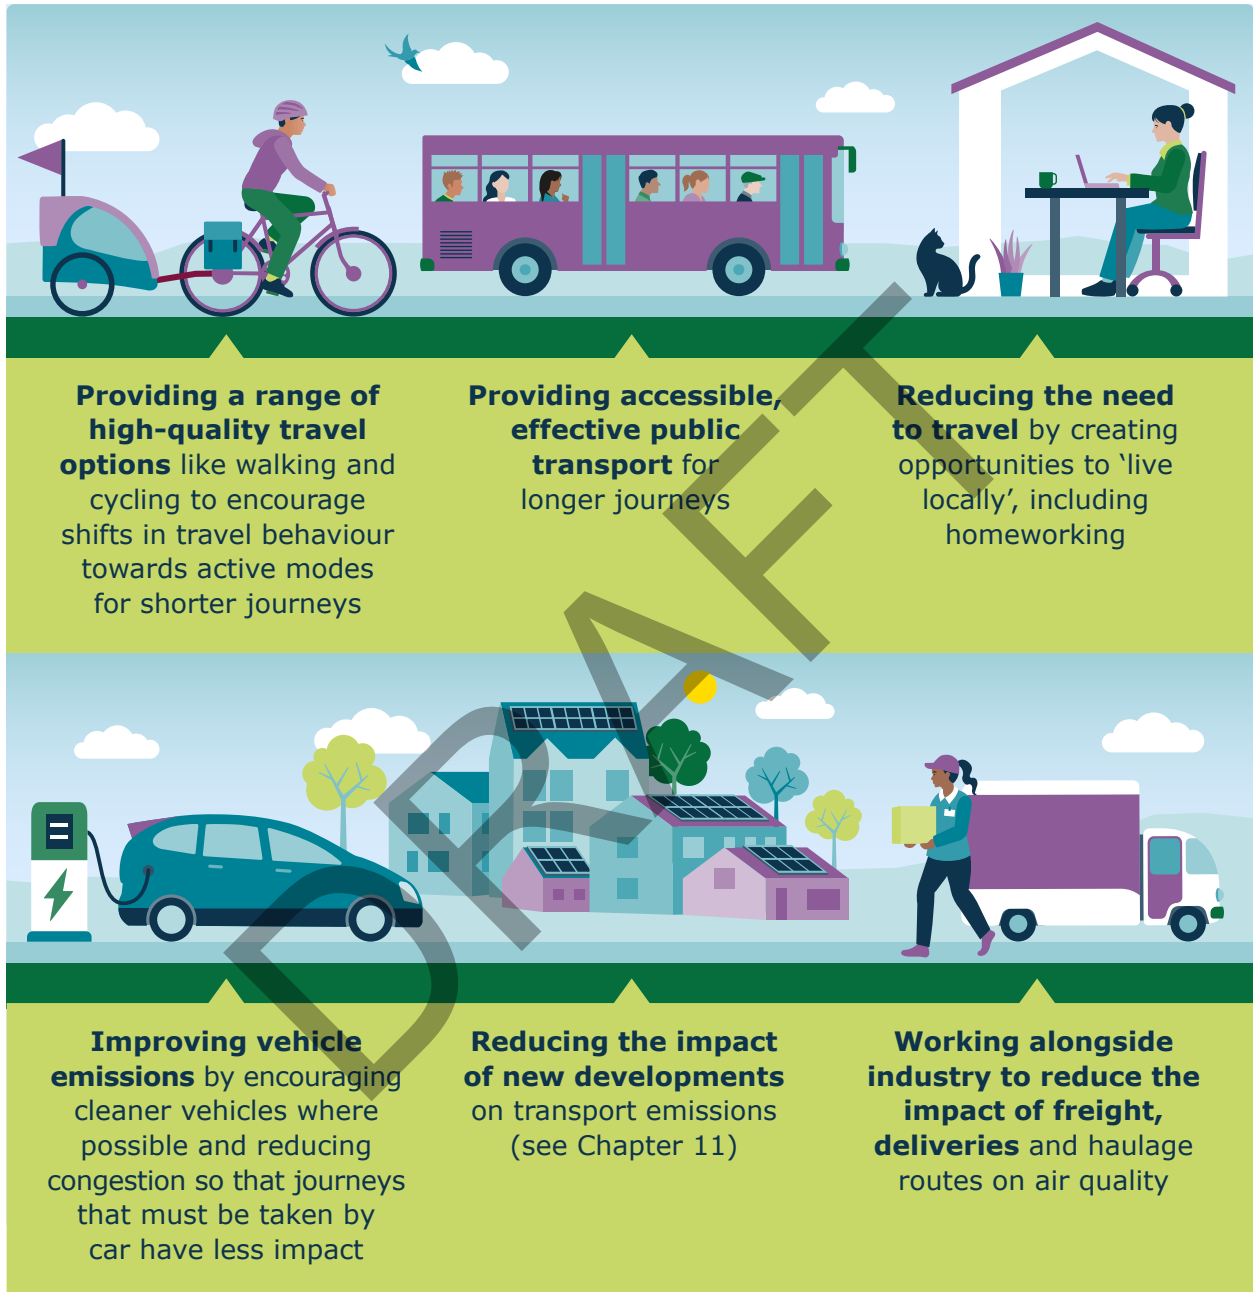 Providing a range of
high-quality travel
options like walking and
cycling to encourage
shifts in travel behaviour
towards active modes
for shorter journeys
Providing accessible,
effective public
transport for
longer journeys
Reducing the need
to travel by creating
opportunities to ‘live
locally’, including
homeworking
Improving vehicle
emissions by encouraging
cleaner vehicles where
possible and reducing
congestion so that journeys
that must be taken by
car have less impact
Reducing the impact
of new developments
on transport emissions
(see Chapter 11)
Working alongside
industry to reduce the
impact of freight,
deliveries and haulage
routes on air quality
DRAFT